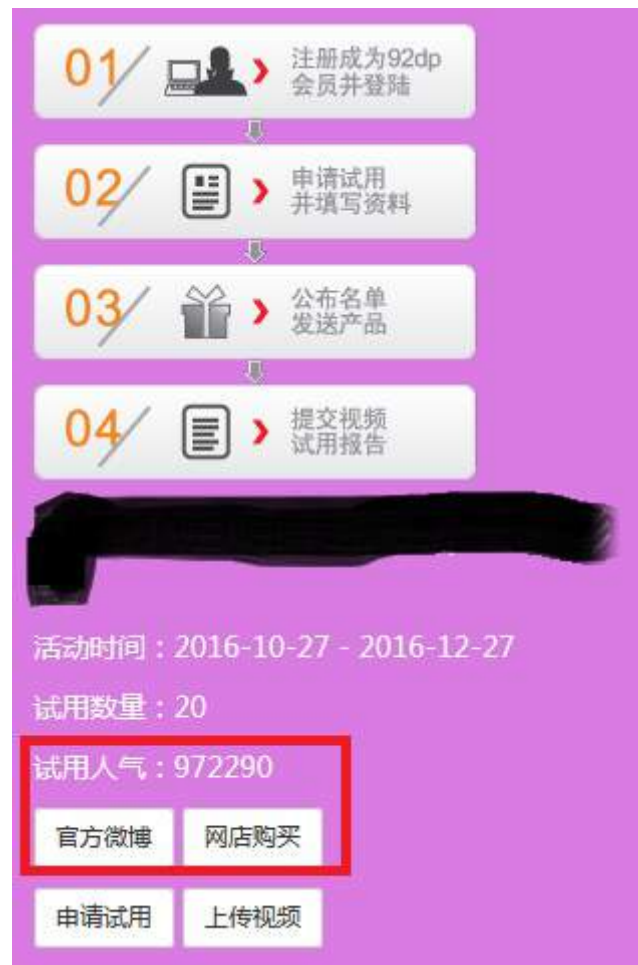 01
注册成为92dp
会员并登陆
02
申请试用
并填写资料
03
公布名单
发送产品
04
提交视频
试用报告
活动时间：2016-10-27 - 2016-12-27
试用数量：20
试用人气：972290
官方微博 网店购买
申请试用 上传视频